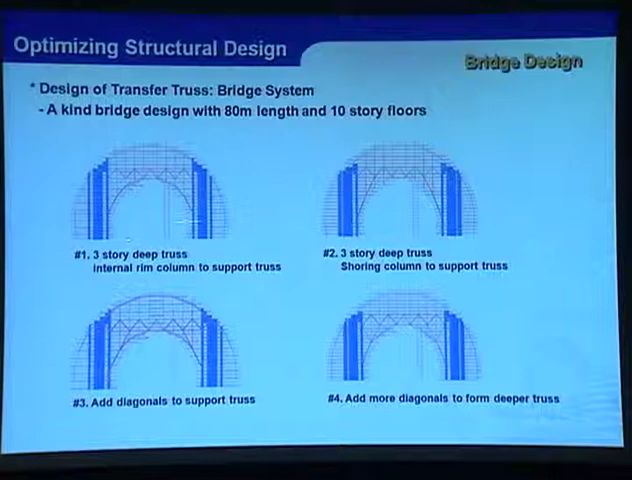 Optimizing Structural Design
Bridge Design
* Design of Transfer Truss: Bridge System
- A kind bridge design with 80m length and 10 story floors
#1. 3 story deep truss
internal rim column to support truss
#2. 3 story deep truss
Shoring column to support truss
#3. Add diagonals to support truss
#4. Add more diagonals to form deeper truss